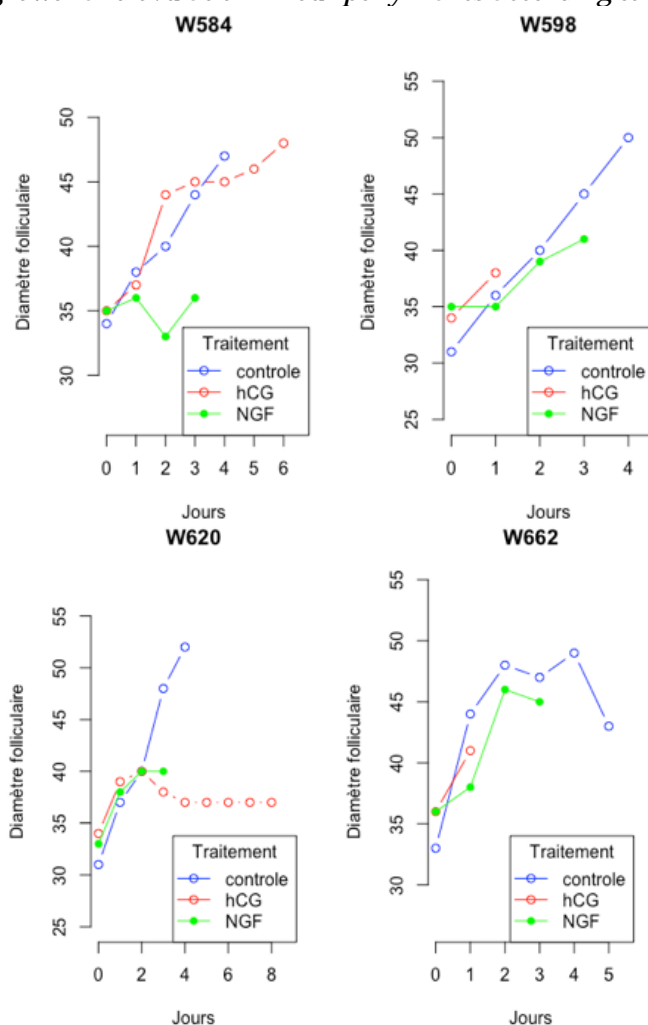 W584
Diamètre folliculaire
50
45
40
35
30
Traitement
controle
hCG
NGF
0 1 2 3 4 5 6
Jours
W598
Diamètre folliculaire
55
50
45
40
35
30
25
Traitement
controle
hCG
NGF
0 1 2 3 4
Jours
W620
Diamètre folliculaire
55
50
45
40
35
30
25
Traitement
controle
hCG
NGF
0 2 4 6 8
Jours
W662
Diamètre folliculaire
55
50
45
40
35
30
Traitement
controle
hCG
NGF
0 1 2 3 4 5
Jours